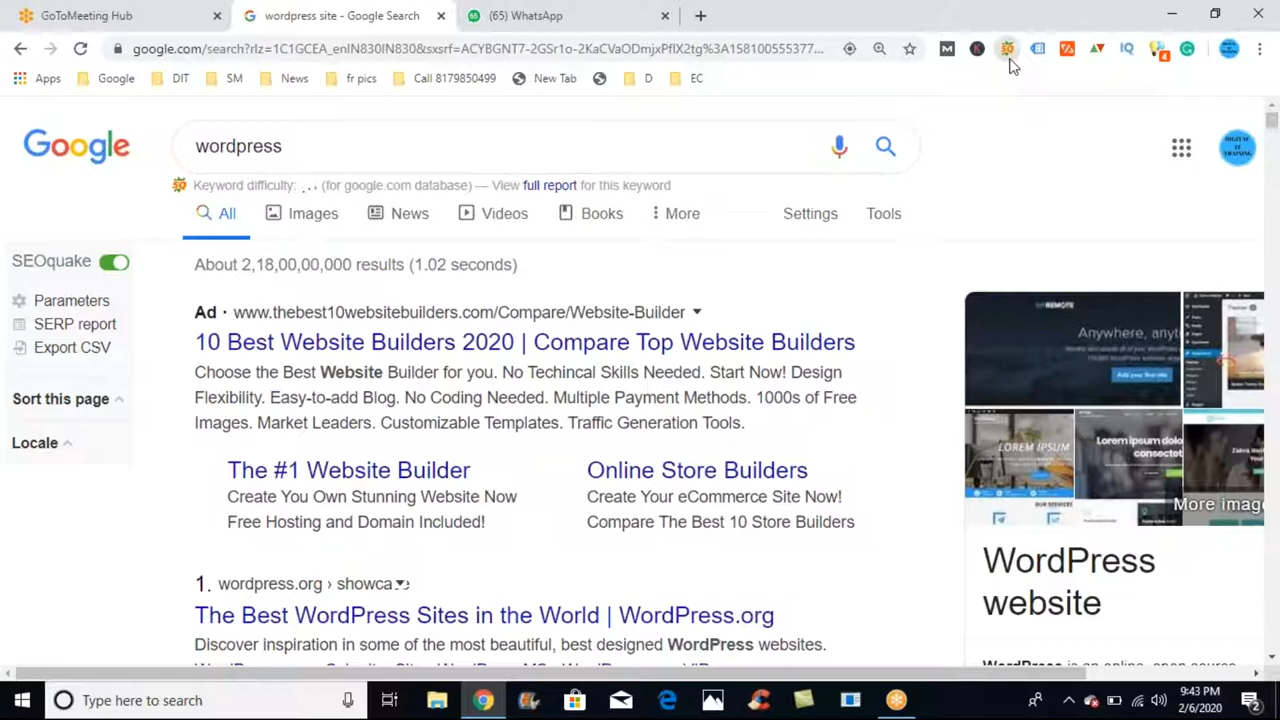 GoToMeeting Hub
wordpress site - Google Search
(65) WhatsApp
google.com/search?rlz=1C1GCEA_enIN830IN830&sxsrf=ACYBGNT7-2GSr1o-2KaCVaODmjxPfIX2tg%3A158100555377...
Apps
Google
DIT
SM
News
fr pics
Call 8179850499
New Tab
D
EC
Google
wordpress
DIGITAL IT TRAINING
Keyword difficulty: ... (for google.com database) — View full report for this keyword
All
Images
News
Videos
Books
More
Settings
Tools
SEOquake
Parameters
SERP report
Export CSV
Sort this page
Locale
About 2,18,00,00,000 results (1.02 seconds)
Ad · www.thebest10websitebuilders.com/Compare/Website-Builder
10 Best Website Builders 2020 | Compare Top Website Builders
Choose the Best Website Builder for you. No Techincal Skills Needed. Start Now! Design
Flexibility. Easy-to-add Blog. No Coding Needed. Multiple Payment Methods. 1000s of Free
Images. Market Leaders. Customizable Templates. Traffic Generation Tools.
The #1 Website Builder
Create You Own Stunning Website Now
Free Hosting and Domain Included!
Online Store Builders
Create Your eCommerce Site Now!
Compare The Best 10 Store Builders
1. wordpress.org › showca
The Best WordPress Sites in the World | WordPress.org
Discover inspiration in some of the most beautiful, best designed WordPress websites.
Anywhere, anyt
LOREM IPSUM
Lorem ipsum dolo
consectet
OUR SERVICES
More imag
WordPress
website
Type here to search
9:43 PM
2/6/2020